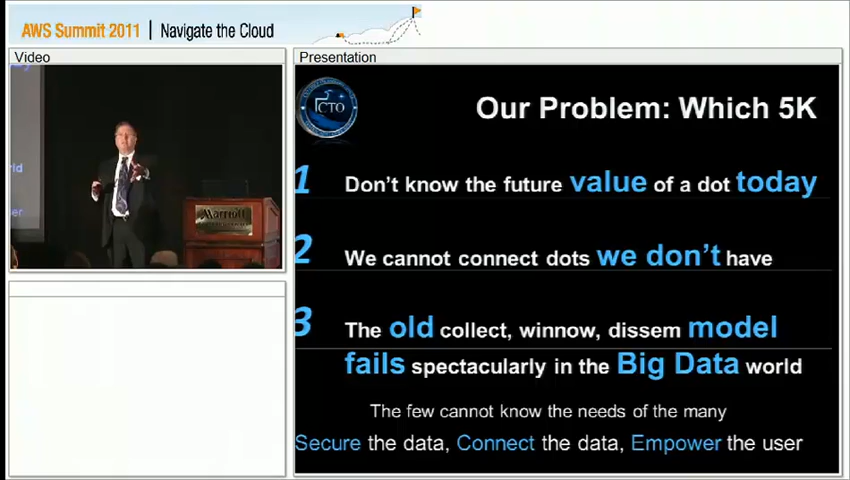 AWS Summit 2011 | Navigate the Cloud
Video
Presentation
Marriott
CTO
Our Problem: Which 5K
1 Don't know the future value of a dot today
2 We cannot connect dots we don't have
3 The old collect, winnow, dissem model
fails spectacularly in the Big Data world
The few cannot know the needs of the many
Secure the data, Connect the data, Empower the user